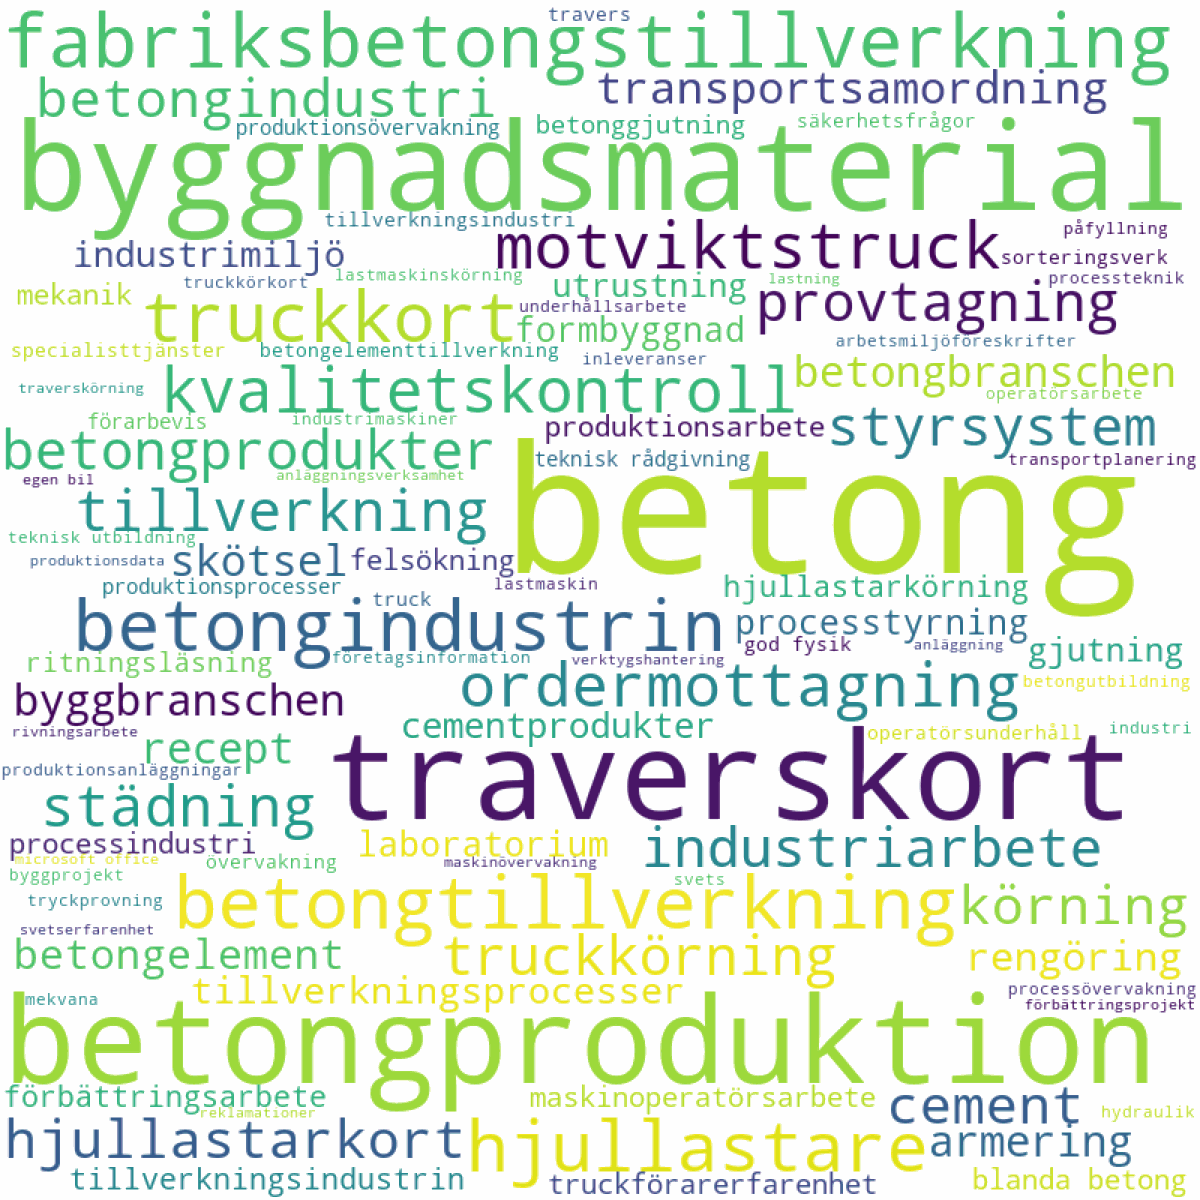 travers
fabriksbetongstillverkning
betongindustri
transportsamordning
produktionsövervakning
betonggjutning
säkerhetsfrågor
byggnadsmaterial
tillverkningsindustri
industrimiljö
motviktstruck
påfyllning
sorteringsverk
truckkörkort
lastmaskinskörning
utrustning
lastning
processteknik
mekanik
truckkort
underhållsarbete
provtagning
formbyggnad
specialisttjänster
betongelementtillverkning
inleveranser
arbetsmiljöföreskrifter
betongbranschen
traverskörning
kvalitetskontroll
operatörsarbete
förarbevis
industrimaskiner
produktionsarbete
styrsystem
betongprodukter
teknisk rådgivning
transportplanering
egen bil
anläggningsverksamhet
betong
tillverkning
teknisk utbildning
produktionsdata
skötsel
felsökning
produktionsprocesser
lastmaskin
hjullastarkörning
truck
betongindustrin
processtyrning
god fysik
anläggning
gjutning
ritningsläsning
företagsinformation
verktygshantering
ordermottagning
betongutbildning
byggbranschen
cementprodukter
rivningsarbete
recept
operatörsunderhåll
industri
traverskort
produktionsanläggningar
städning
processindustri
laboratorium
industriarbete
microsoft office
övervakning
maskinövervakning
byggprojekt
svets
tryckprovning
betongtillverkning
körning
svetserfarenhet
betongelement
truckkörning
rengöring
tillverkningsprocesser
processövervakning
mekvana
förbättringsprojekt
betongproduktion
förbättringsarbete
maskinoperatörsarbete
cement
reklamationer
hydraulik
hjullastarkort
hjullastare
armering
tillverkningsindustrin
truckförarerfarenhet
blanda betong